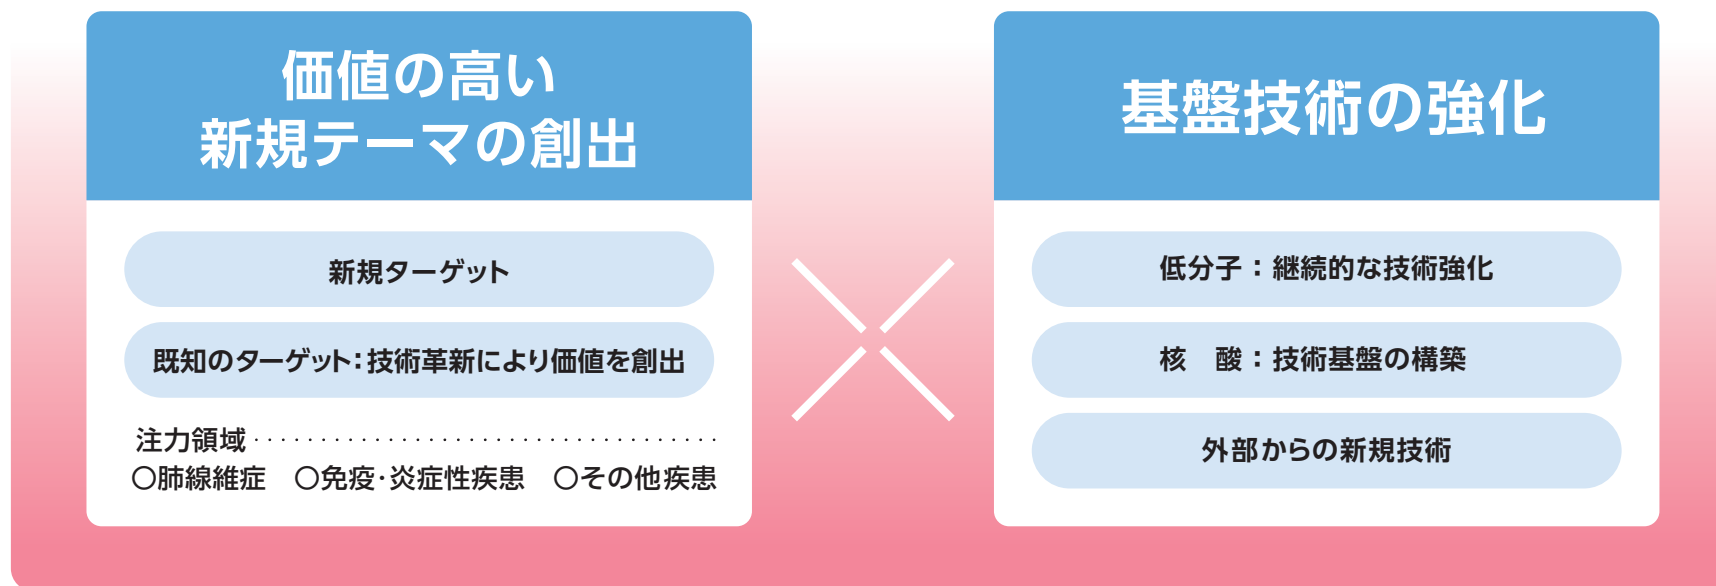 価値の高い
新規テーマの創出
新規ターゲット
既知のターゲット：技術革新により価値を創出
注力領域
〇肺線維症　〇免疫・炎症性疾患　〇その他疾患
基盤技術の強化
低分子：継続的な技術強化
核　酸：技術基盤の構築
外部からの新規技術